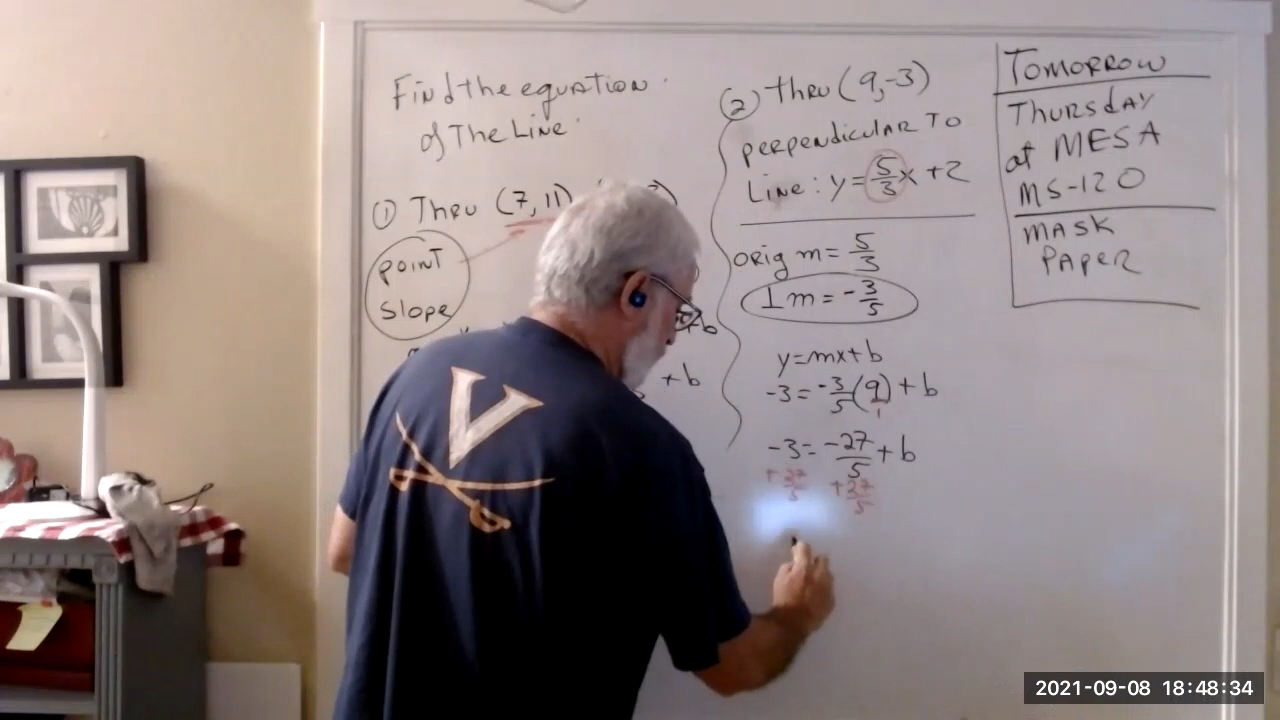 Find the equation
of The Line:
① Thru (7,11)
POINT
Slope
+b
+b
② Thru (9,-3)
perpendicular To
Line: y=5/3x+2
orig m=5/3
⊥m=-3/5
y=mx+b
-3=-3/5(9)+b
1
-3=-27/5+b
+27/5 +27/5
TOMORROW
THURSDAY
at MESA
MS-120
MASK
PAPER
V
2021-09-08 18:48:34